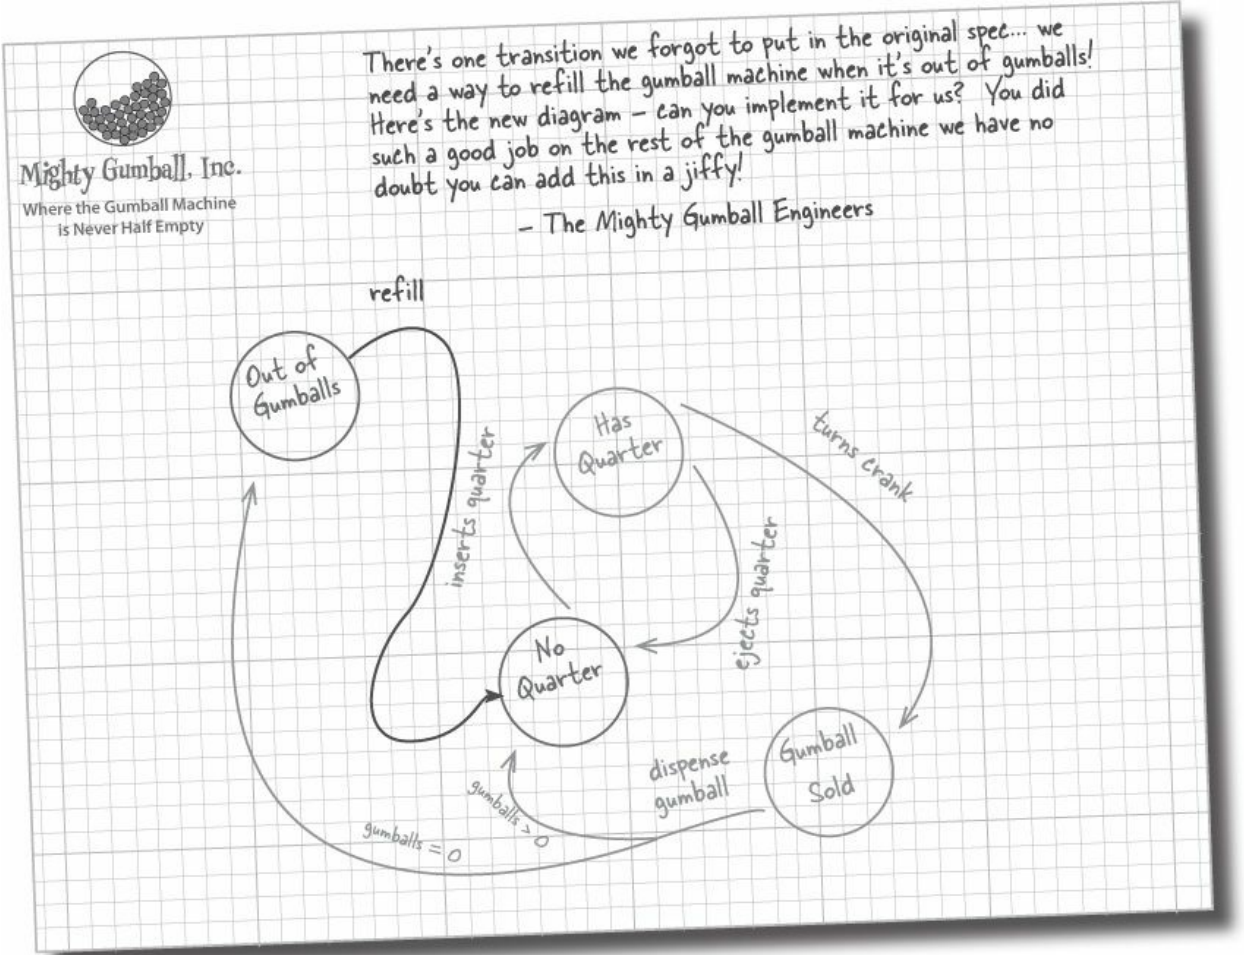 There's one transition we forgot to put in the original spec... we
need a way to refill the gumball machine when it's out of gumballs!
Here's the new diagram – can you implement it for us? You did
such a good job on the rest of the gumball machine we have no
doubt you can add this in a jiffy!
– The Mighty Gumball Engineers
Mighty Gumball, Inc.
Where the Gumball Machine
is Never Half Empty
refill
Out of
Gumballs
Has
Quarter
turns crank
inserts quarter
ejects quarter
No
Quarter
Gumball
Sold
dispense
gumball
gumballs > 0
gumballs = 0